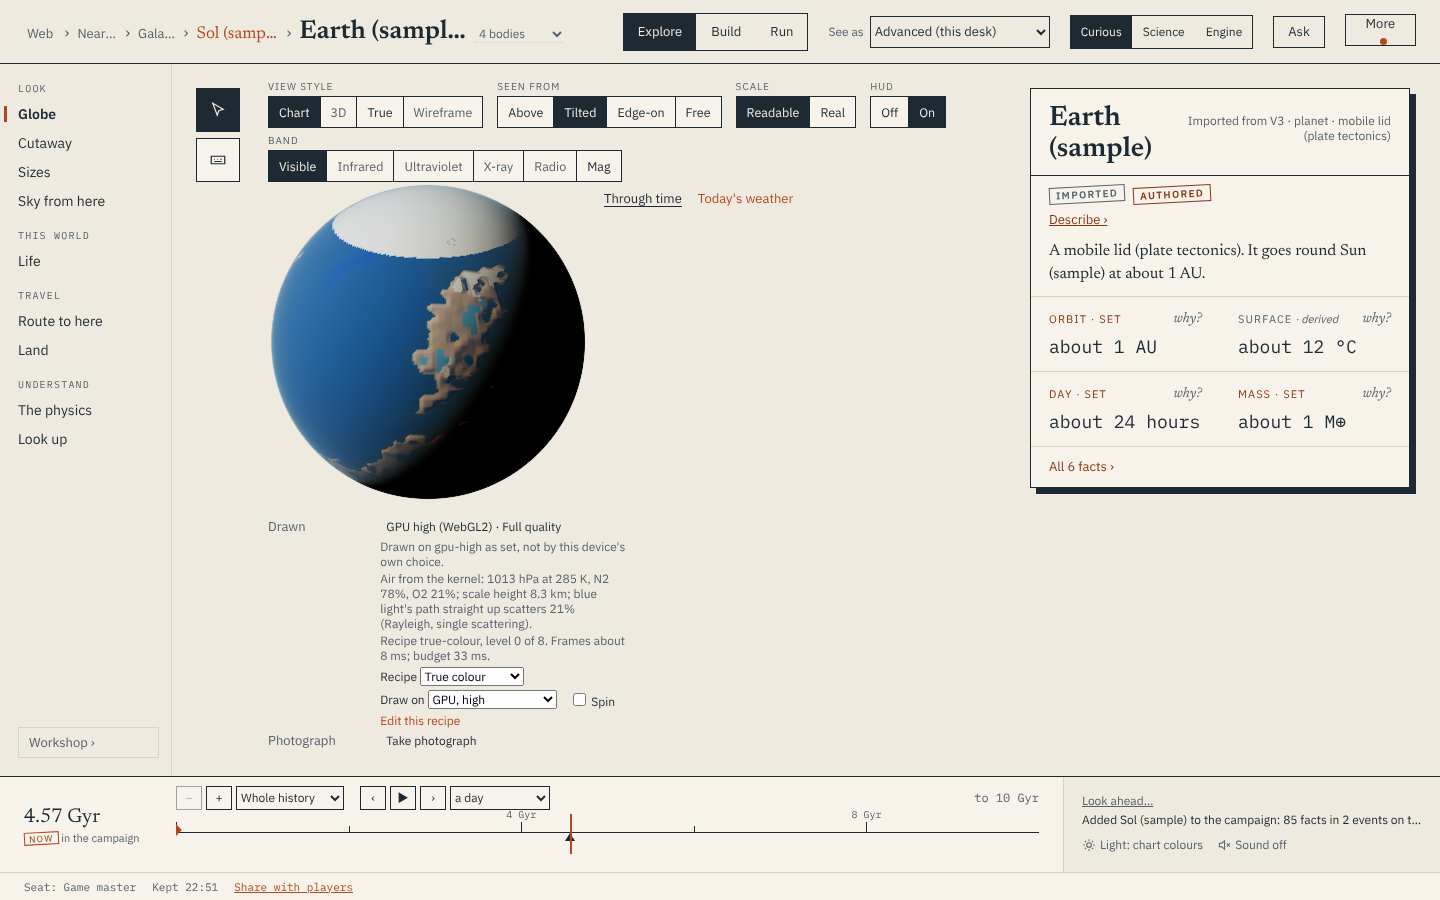 Web › Near... › Gala... › Sol (samp... › Earth (sampl... 4 bodies
Explore Build Run
See as Advanced (this desk)
Curious Science Engine
Ask
More
LOOK
Globe
Cutaway
Sizes
Sky from here
THIS WORLD
Life
TRAVEL
Route to here
Land
UNDERSTAND
The physics
Look up
Workshop ›
VIEW STYLE
Chart 3D True Wireframe
SEEN FROM
Above Tilted Edge-on Free
SCALE
Readable Real
HUD
Off On
BAND
Visible Infrared Ultraviolet X-ray Radio Mag
Through time Today's weather
Drawn GPU high (WebGL2) · Full quality
Drawn on gpu-high as set, not by this device's
own choice.
Air from the kernel: 1013 hPa at 285 K, N2
78%, O2 21%; scale height 8.3 km; blue
light's path straight up scatters 21%
(Rayleigh, single scattering).
Recipe true-colour, level 0 of 8. Frames about
8 ms; budget 33 ms.
Recipe True colour
Draw on GPU, high Spin
Edit this recipe
Photograph Take photograph
Earth
(sample)
Imported from V3 · planet · mobile lid
(plate tectonics)
IMPORTED AUTHORED
Describe ›
A mobile lid (plate tectonics). It goes round Sun
(sample) at about 1 AU.
ORBIT · SET why?
about 1 AU
SURFACE · derived why?
about 12 °C
DAY · SET why?
about 24 hours
MASS · SET why?
about 1 M⊕
All 6 facts ›
4.57 Gyr
NOW in the campaign
− + Whole history ‹ ▶ › a day
to 10 Gyr
4 Gyr 8 Gyr
Look ahead...
Added Sol (sample) to the campaign: 85 facts in 2 events on t...
Light: chart colours Sound off
Seat: Game master Kept 22:51 Share with players